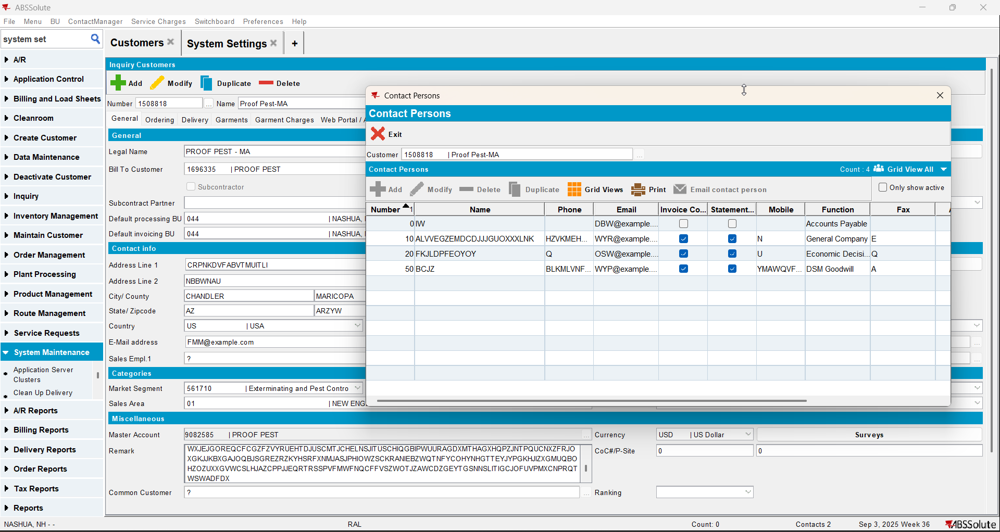 ABSSolute
File Menu BU ContactManager Service Charges Switchboard Preferences Help
system set
Customers
System Settings
+
A/R
Application Control
Billing and Load Sheets
Cleanroom
Create Customer
Data Maintenance
Deactivate Customer
Inquiry
Inventory Management
Maintain Customer
Order Management
Plant Processing
Product Management
Route Management
Service Requests
System Maintenance
Application Server
Clusters
Clean Up Delivery
A/R Reports
Billing Reports
Delivery Reports
Order Reports
Tax Reports
Reports
Inquiry Customers
Add Modify Duplicate Delete
Number 1508818 ... Name Proof Pest-MA
General Ordering Delivery Garments Garment Charges Web Portal /
General
Legal Name PROOF PEST - MA
Bill To Customer 1696335 | PROOF PEST
Subcontractor
Subcontract Partner
Default processing BU 044 | NASHUA,
Default invoicing BU 044 | NASHUA,
Contact info
Address Line 1 CRPNKDVFABVTMUITLI
Address Line 2 NBBWNAU
City/ County CHANDLER MARICOPA
State/ Zipcode AZ ARZYW
Country US | USA
E-Mail address FMM@example.com
Sales Empl.1 ?
Categories
Market Segment 561710 | Exterminating and Pest Contro
Sales Area 01 | NEW ENG
Miscellaneous
Master Account 9082585 | PROOF PEST ... Currency USD | US Dollar Surveys
Remark
WXJEJGOREQCFCGZFZVYRUEHTDJUSCMTJCHELNSJITUSCHIQGBIPWUURAGDXMTHAGXHQPZJNTPQUCNXZFRJO
XGKJJKBXGAJOQBJSGREZRZKYHSRFXNMJASJPHIOWZSCKRANIEBZWQTNFYCOHYNHGTTEYJYPGKHJIZXGMUQBO
HZOZUXXGVWCSLHJAZCPPJJEQRTRSSPVFMWFNQCFFVSZWOTJZAWCDZGEYTGSNNSLITIGCJOFUVPMXCNPRQT
WSWADFDX
CoC#/P-Site 0 0
Common Customer ? ... Ranking
Contact Persons
Contact Persons
Exit
Customer 1508818 | Proof Pest-MA ...
Contact Persons Count : 4 Grid View All
Add Modify Delete Duplicate Grid Views Print Email contact person Only show active
Number 1 Name Phone Email Invoice Co... Statement... Mobile Function Fax
0 IW DBW@example.... Accounts Payable
10 ALVVEGZEMDCDJJJGUOXXXLNK HZVKMEH... WYR@example.... N General Company E
20 FKJLDPFEOYOY Q OSW@example.... U Economic Decisi... Q
50 BCJZ BLKMLVNF... WYP@example.... YMAWQVF... DSM Goodwill A
NASHUA, NH - - RAL Count: 0 Contacts 2 Sep 3, 2025 Week 36 ABSSolute